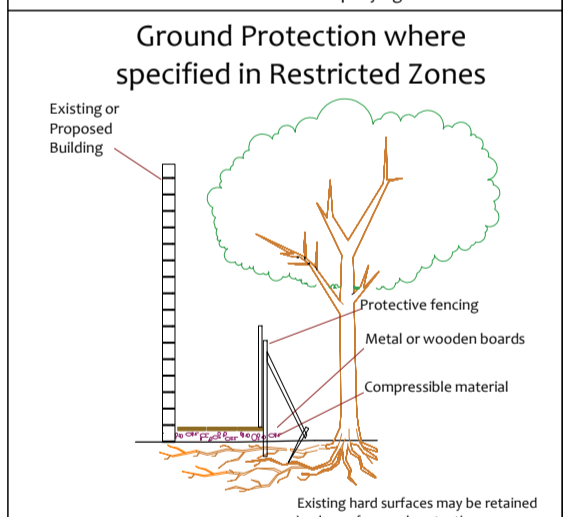 Ground Protection where
specified in Restricted Zones
Existing or
Proposed
Building
Protective fencing
Metal or wooden boards
Compressible material
Existing hard surfaces may be retained